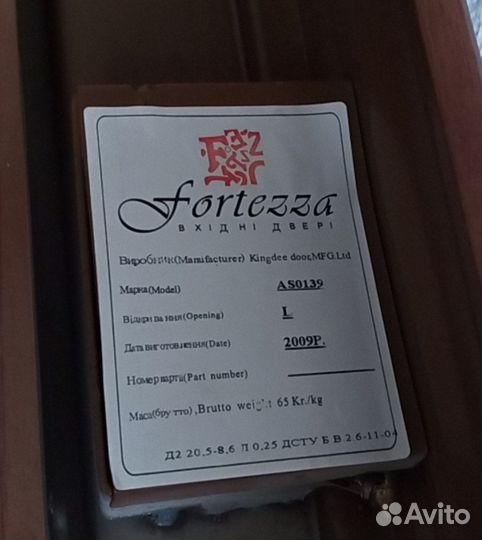 Fortezza
ВХІДНІ ДВЕРІ
Виробник(Manufacturer) Kingdee door,MFG.Ltd
Марка(Model) AS0139
Відкривання(Opening) L
Дата виготовлення(Date) 2009Р.
Номер партії(Part number)
Маса(брутто),Brutto weight 65 Кг./kg
Д2 20,5-8,6 Л 0,25 ДСТУ Б В 2.6-11-04
Avito